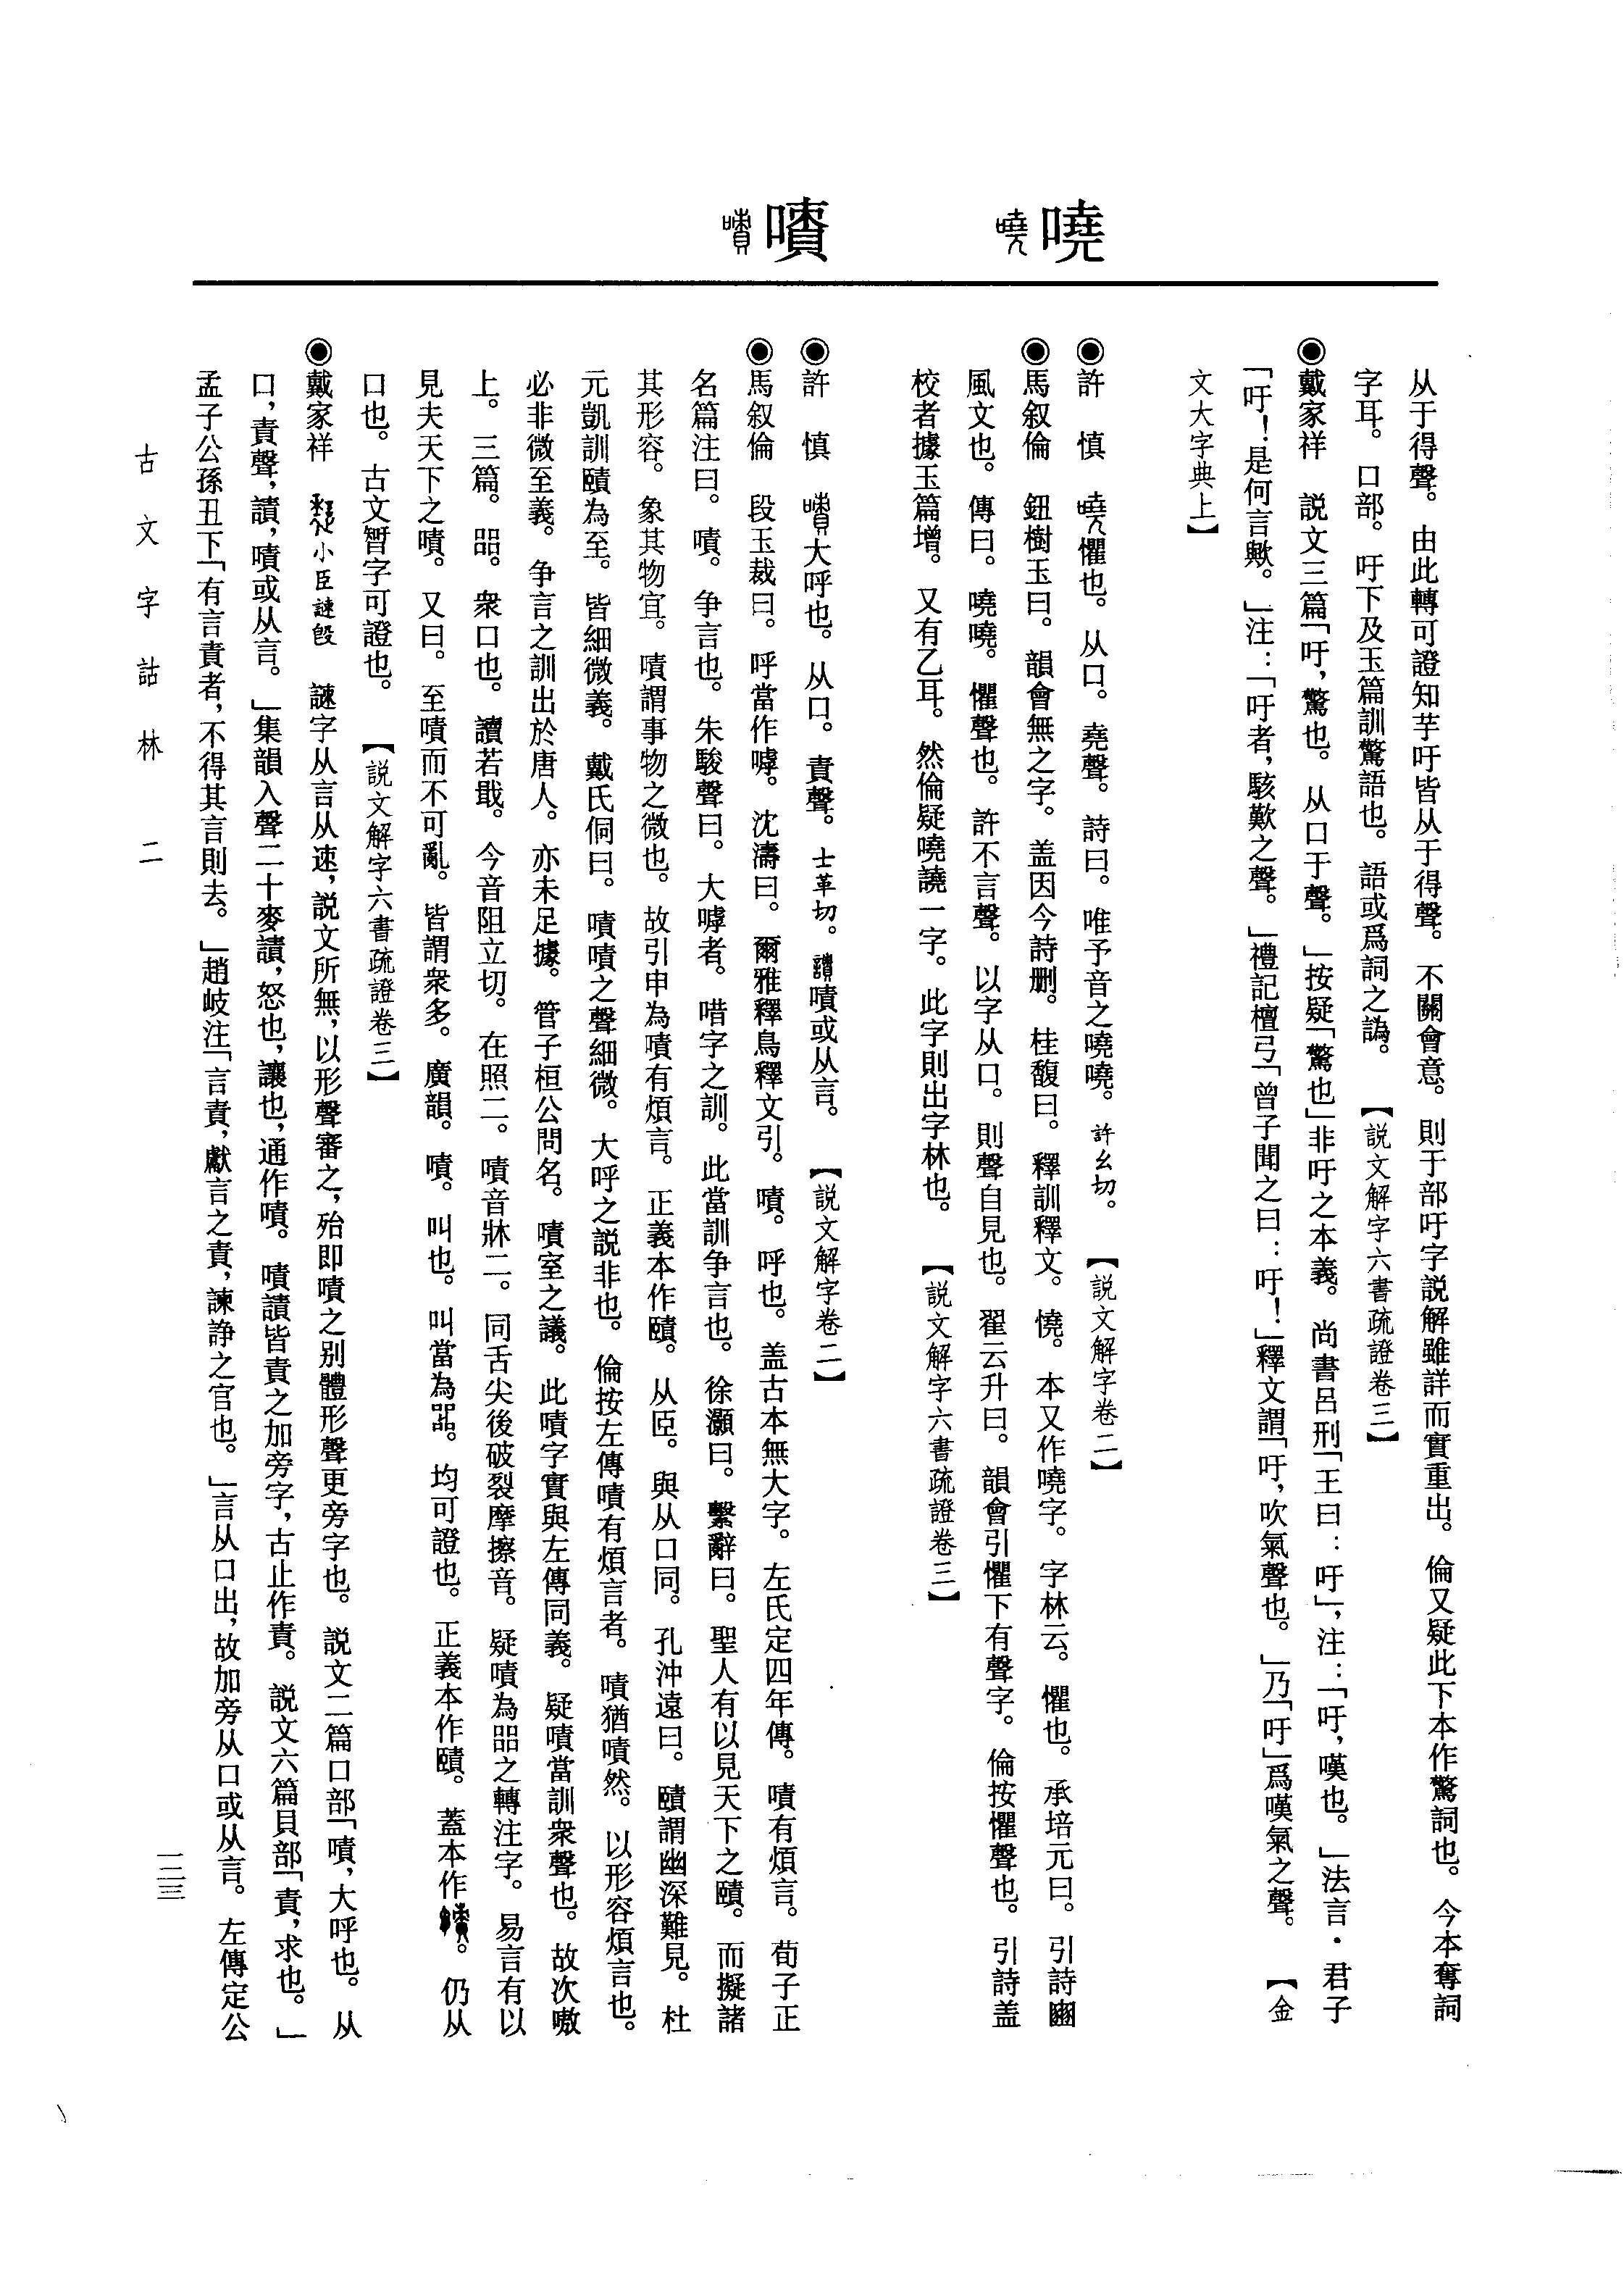 嘵
嘖
从于得聲。由此轉可證知芋吁皆从于得聲。不關會意。則于部吁字説解雖詳而實重出。倫又疑此下本作驚詞也。今本奪詞
字耳。口部。吁下及玉篇訓驚語也。語或爲詞之譌。【説文解字六書疏證卷三】
◉戴家祥 説文三篇「吁，驚也。从口于聲。」按疑「驚也」非吁之本義。尚書呂刑「王曰：吁」，注：「吁，嘆也。」法言·君子
「吁！是何言歟。」注：「吁者，駭歎之聲。」禮記檀弓「曾子聞之曰：吁！」釋文謂「吁，吹氣聲也。」乃「吁」爲嘆氣之聲。【金
文大字典上】
◉許 慎 嘵懼也。从口。堯聲。詩曰。唯予音之嘵嘵。許幺切。【説文解字卷二】
◉馬叙倫 鈕樹玉曰。韻會無之字。盖因今詩删。桂馥曰。釋訓釋文。憢。本又作嘵字。字林云。懼也。承培元曰。引詩豳
風文也。傳曰。嘵嘵。懼聲也。許不言聲。以字从口。則聲自見也。翟云升曰。韻會引懼下有聲字。倫按懼聲也。引詩盖
校者據玉篇增。又有乙耳。然倫疑嘵譊一字。此字則出字林也。【説文解字六書疏證卷三】
◉許 慎 嘖大呼也。从口。責聲。士革切。讀嘖或从言。【説文解字卷二】
◉馬叙倫 段玉裁曰。呼當作嘑。沈濤曰。爾雅釋鳥釋文引。嘖。呼也。盖古本無大字。左氏定四年傳。嘖有煩言。荀子正
名篇注曰。嘖。争言也。朱駿聲曰。大嘑者。唶字之訓。此當訓争言也。徐灝曰。繫辭曰。聖人有以見天下之賾。而擬諸
其形容。象其物宜。嘖謂事物之微也。故引申為嘖有煩言。正義本作賾。从𦣞。與从口同。孔沖遠曰。賾謂幽深難見。杜
元凱訓賾為至。皆細微義。戴氏侗曰。嘖嘖之聲細微。大呼之説非也。倫按左傳嘖有煩言者。嘖猶嘖然。以形容煩言也。
必非微至義。争言之訓出於唐人。亦未足據。管子桓公問名。嘖室之議。此嘖字實與左傳同義。疑嘖當訓衆聲也。故次嗷
上。三篇。㗊。衆口也。讀若戢。今音阻立切。在照二。嘖音牀二。同舌尖後破裂摩擦音。疑嘖為㗊之轉注字。易言有以
見夫天下之嘖。又曰。至嘖而不可亂。皆謂衆多。廣韻。嘖。叫也。叫當為㗊。均可證也。正義本作賾。蓋本作。仍从
口也。古文暫字可證也。【説文解字六書疏證卷三】
◉戴家祥 小臣諫𣪘 誺字从言从速，説文所無，以形聲審之，殆即嘖之别體形聲更旁字也。説文二篇口部「嘖，大呼也。从
口，責聲，讀，嘖或从言。」集韻入聲二十麥讀，怒也，讓也，通作嘖。嘖讀皆責之加旁字，古止作責。説文六篇貝部「責，求也。」
孟子公孫丑下「有言責者，不得其言則去。」趙岐注「言責，獻言之責，諫諍之官也。」言从口出，故加旁从口或从言。左傳定公
古文字詁林 二
一二三